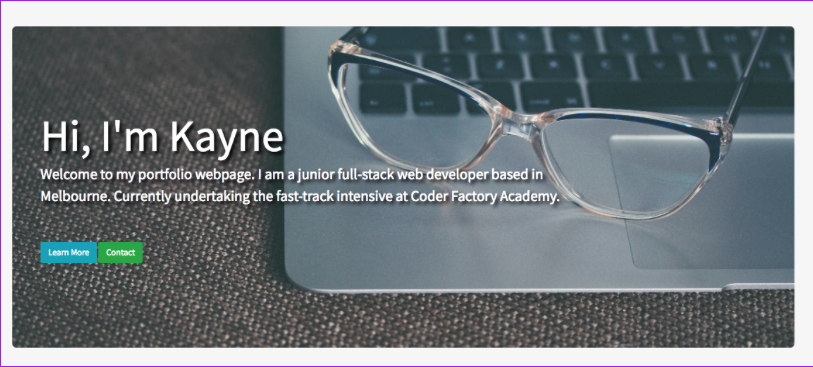 Hi, I'm Kayne
Welcome to my portfolio webpage. I am a junior full-stack web developer based in
Melbourne. Currently undertaking the fast-track intensive at Coder Factory Academy.
Learn More Contact